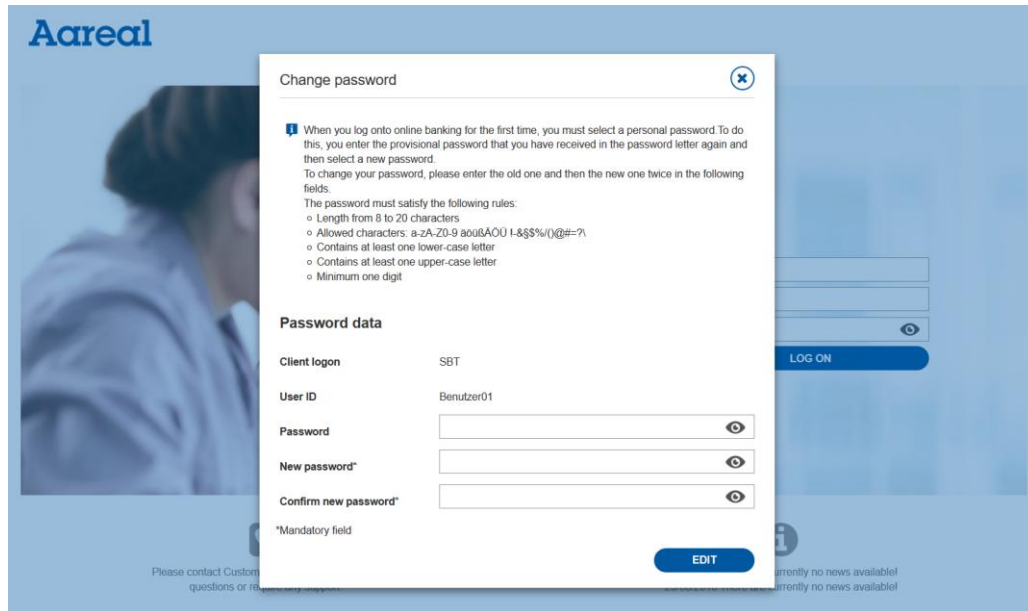 Aareal
Change password
When you log onto online banking for the first time, you must select a personal password.To do
this, you enter the provisional password that you have received in the password letter again and
then select a new password.
To change your password, please enter the old one and then the new one twice in the following
fields.
The password must satisfy the following rules:
Length from 8 to 20 characters
Allowed characters: a-zA-Z0-9 äöüßÄÖÜ !-&§$%/()@#=?\
Contains at least one lower-case letter
Contains at least one upper-case letter
Minimum one digit
LOG ON
Password data
Client logon SBT
User ID Benutzer01
Password
New password*
Confirm new password*
*Mandatory field
EDIT
Please contact Custom
urrently no news available!
questions or re
any support.
are currently no news available!